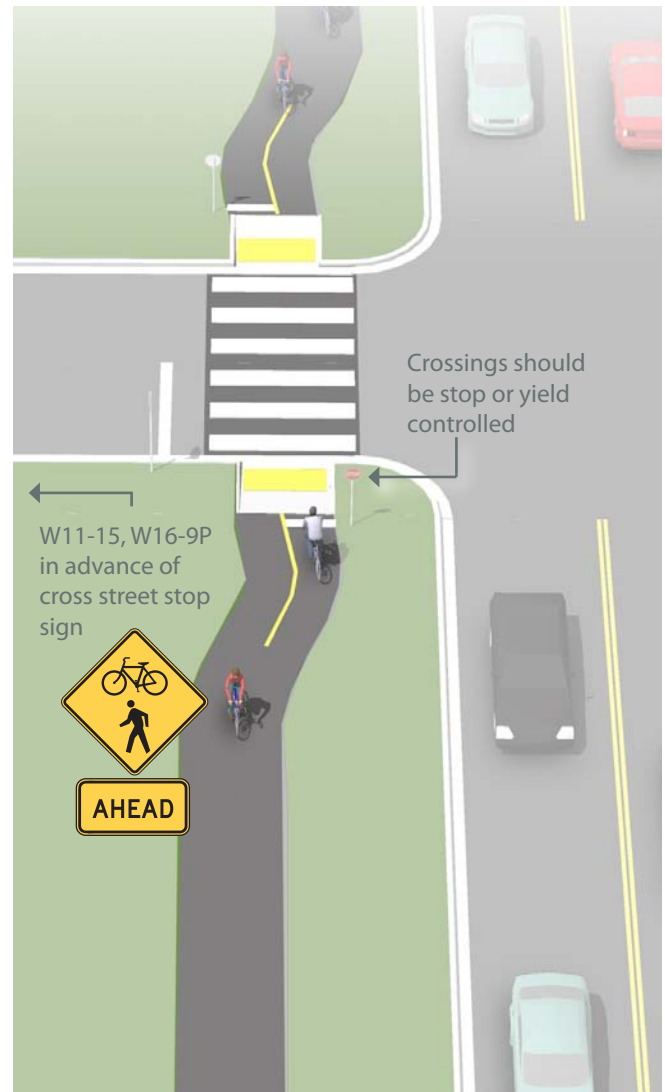 Crossings should
be stop or yield
controlled
W11-15, W16-9P
in advance of
cross street stop
sign
AHEAD